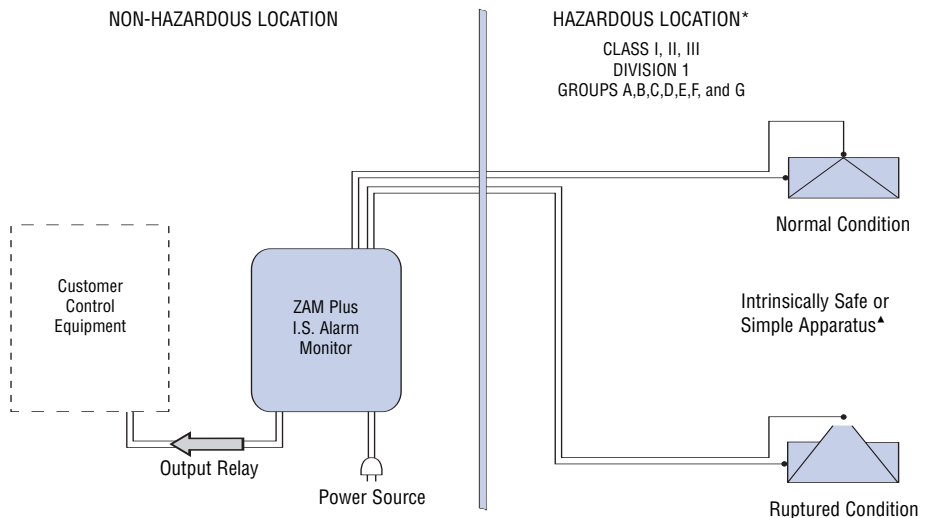 NON-HAZARDOUS LOCATION
HAZARDOUS LOCATION*
CLASS I, II, III
DIVISION 1
GROUPS A,B,C,D,E,F, and G
Normal Condition
Customer
Control
Equipment
ZAM Plus
I.S. Alarm
Monitor
Intrinsically Safe or
Simple Apparatus▲
Output Relay
Power Source
Ruptured Condition